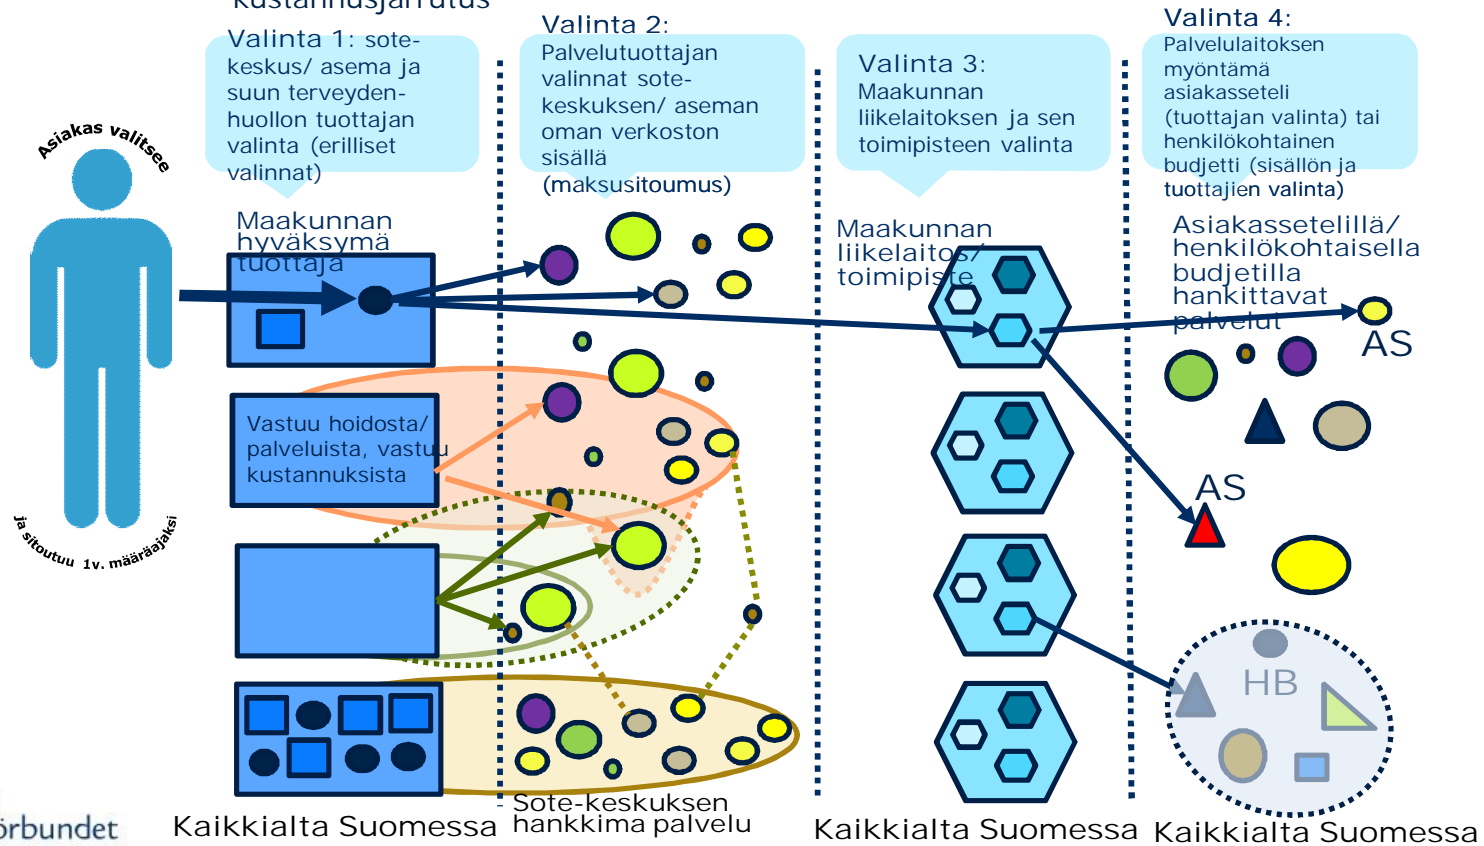 kustannusjarrutus
Valinta 1: sote-
keskus/ asema ja
suun terveyden-
huollon tuottajan
valinta (erilliset
valinnat)
Valinta 2:
Palvelutuottajan
valinnat sote-
keskuksen/ aseman
oman verkoston
sisällä
(maksusitoumus)
Valinta 3:
Maakunnan
liikelaitoksen ja sen
toimipisteen valinta
Valinta 4:
Palvelulaitoksen
myöntämä
asiakasseteli
(tuottajan valinta) tai
henkilökohtainen
budjetti (sisällön ja
tuottajien valinta)
Asiakas valitsee
ja sitoutuu 1v. määräajaksi
Maakunnan
hyväksymä
tuottaja
Maakunnan
liikelaitos/
toimipiste
Asiakassetelillä/
henkilökohtaisella
budjetilla
hankittavat
palvelut
AS
Vastuu hoidosta/
palveluista, vastuu
kustannuksista
AS
HB
Sote-keskuksen
hankkima palvelu
örbundet
Kaikkialta Suomessa
Kaikkialta Suomessa
Kaikkialta Suomessa